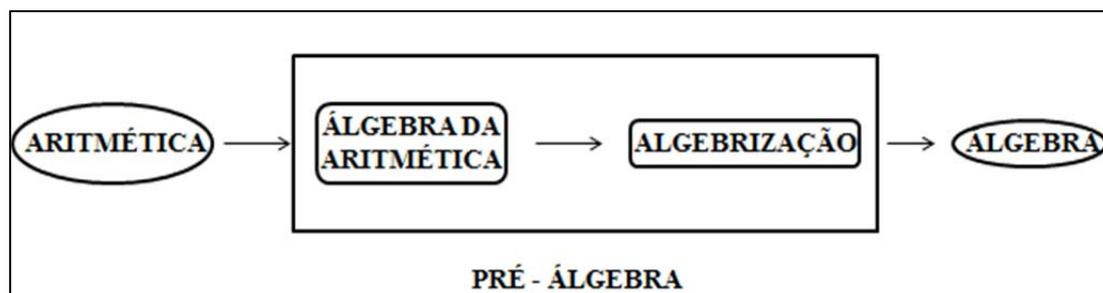 ARITMÉTICA
ÁLGEBRA DA
ARITMÉTICA
ALGEBRIZAÇÃO
ALGEBRA
PRÉ - ÁLGEBRA